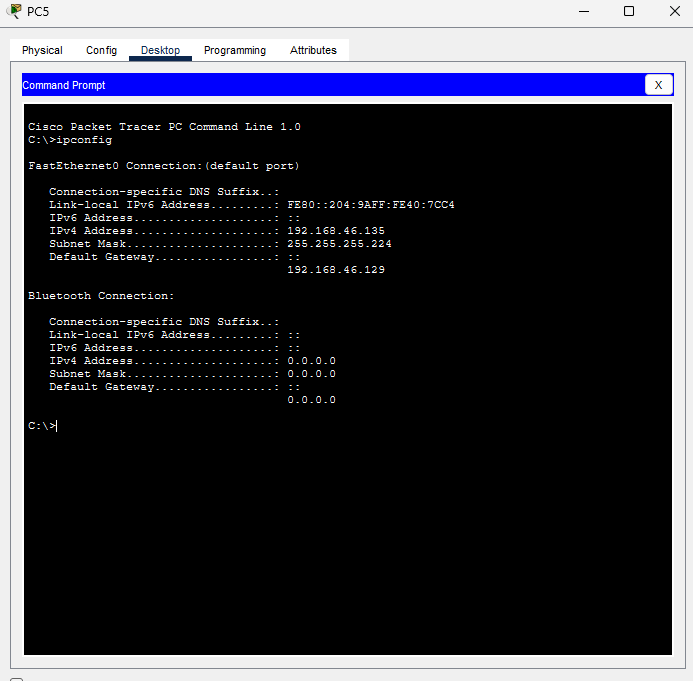 PC5
Physical Config Desktop Programming Attributes
Command Prompt X
Cisco Packet Tracer PC Command Line 1.0
C:\>ipconfig
FastEthernet0 Connection:(default port)
Connection-specific DNS Suffix..:
Link-local IPv6 Address.........: FE80::204:9AFF:FE40:7CC4
IPv6 Address....................: ::
IPv4 Address....................: 192.168.46.135
Subnet Mask.....................: 255.255.255.224
Default Gateway.................: ::
192.168.46.129
Bluetooth Connection:
Connection-specific DNS Suffix..:
Link-local IPv6 Address.........: ::
IPv6 Address....................: ::
IPv4 Address....................: 0.0.0.0
Subnet Mask.....................: 0.0.0.0
Default Gateway.................: ::
0.0.0.0
C:\>